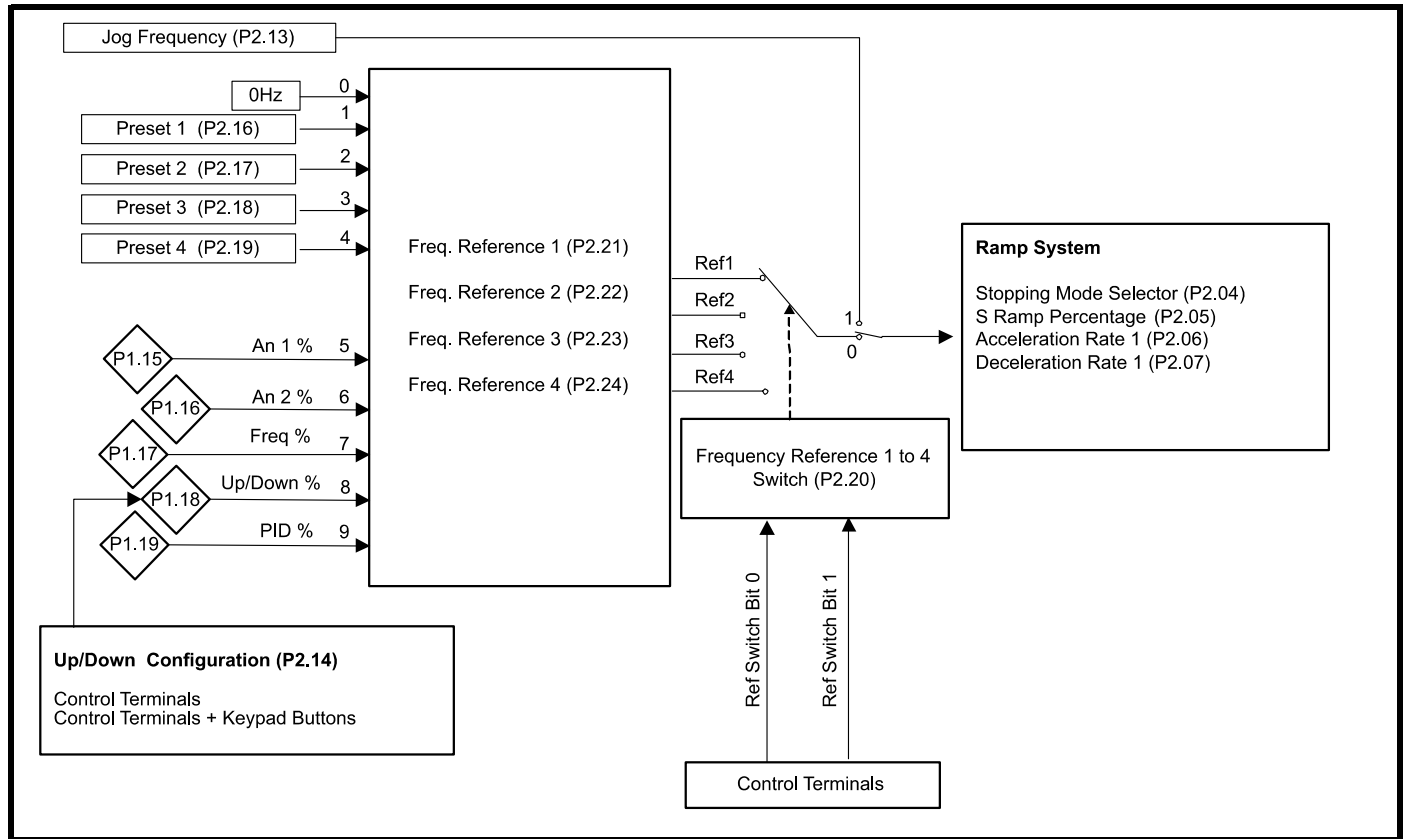 Jog Frequency (P2.13)
0Hz
0
Preset 1 (P2.16)
1
Preset 2 (P2.17)
2
Preset 3 (P2.18)
3
Preset 4 (P2.19)
4
P1.15
An 1 %
5
P1.16
An 2 %
6
P1.17
Freq %
7
P1.18
Up/Down %
8
P1.19
PID %
9
Freq. Reference 1 (P2.21)
Freq. Reference 2 (P2.22)
Freq. Reference 3 (P2.23)
Freq. Reference 4 (P2.24)
Ref1
Ref2
Ref3
Ref4
1
0
Ramp System
Stopping Mode Selector (P2.04)
S Ramp Percentage (P2.05)
Acceleration Rate 1 (P2.06)
Deceleration Rate 1 (P2.07)
Frequency Reference 1 to 4
Switch (P2.20)
Ref Switch Bit 0
Ref Switch Bit 1
Control Terminals
Up/Down Configuration (P2.14)
Control Terminals
Control Terminals + Keypad Buttons